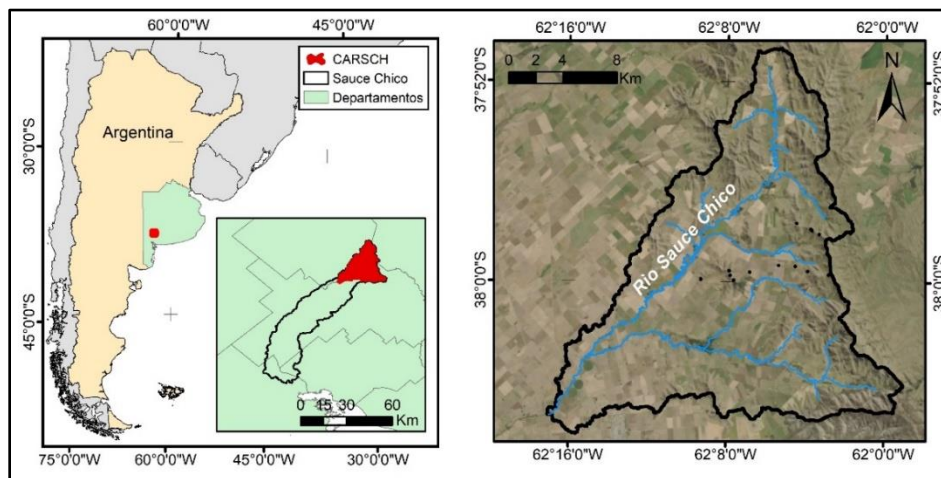 60°0'0"W
45°0'0"W
CARSCH
Sauce Chico
Departamentos
Argentina
30°0'0"S
45°0'0"S
0 15 30 60
Km
75°0'0"W
60°0'0"W
45°0'0"W
30°0'0"W
62°16'0"W
62°8'0"W
62°0'0"W
0 2 4 8
Km
N
37°52'0"S
37°52'0"S
Rio Sauce Chico
38°0'0"S
38°0'0"S
62°16'0"W
62°8'0"W
62°0'0"W